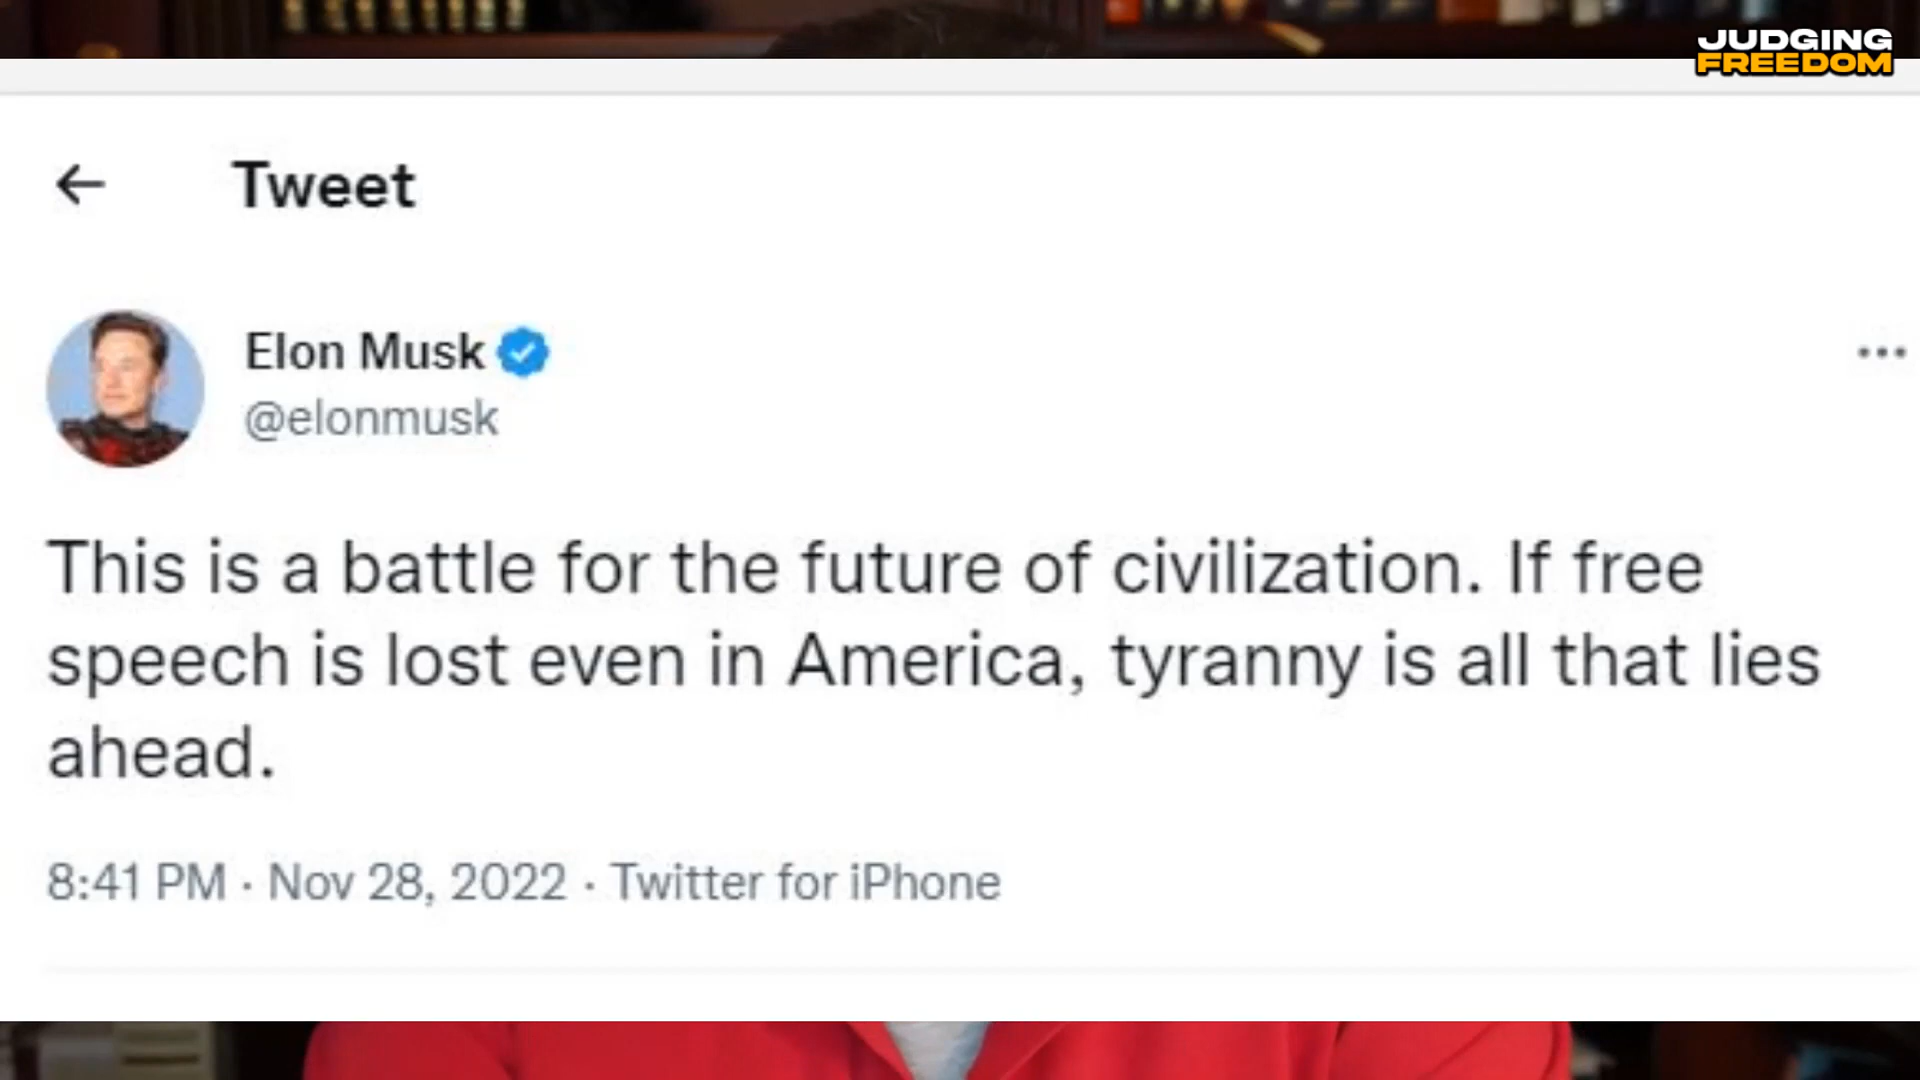 JUDGING
FREEDOM
Tweet
Elon Musk
@elonmusk
This is a battle for the future of civilization. If free
speech is lost even in America, tyranny is all that lies
ahead.
8:41 PM · Nov 28, 2022 · Twitter for iPhone